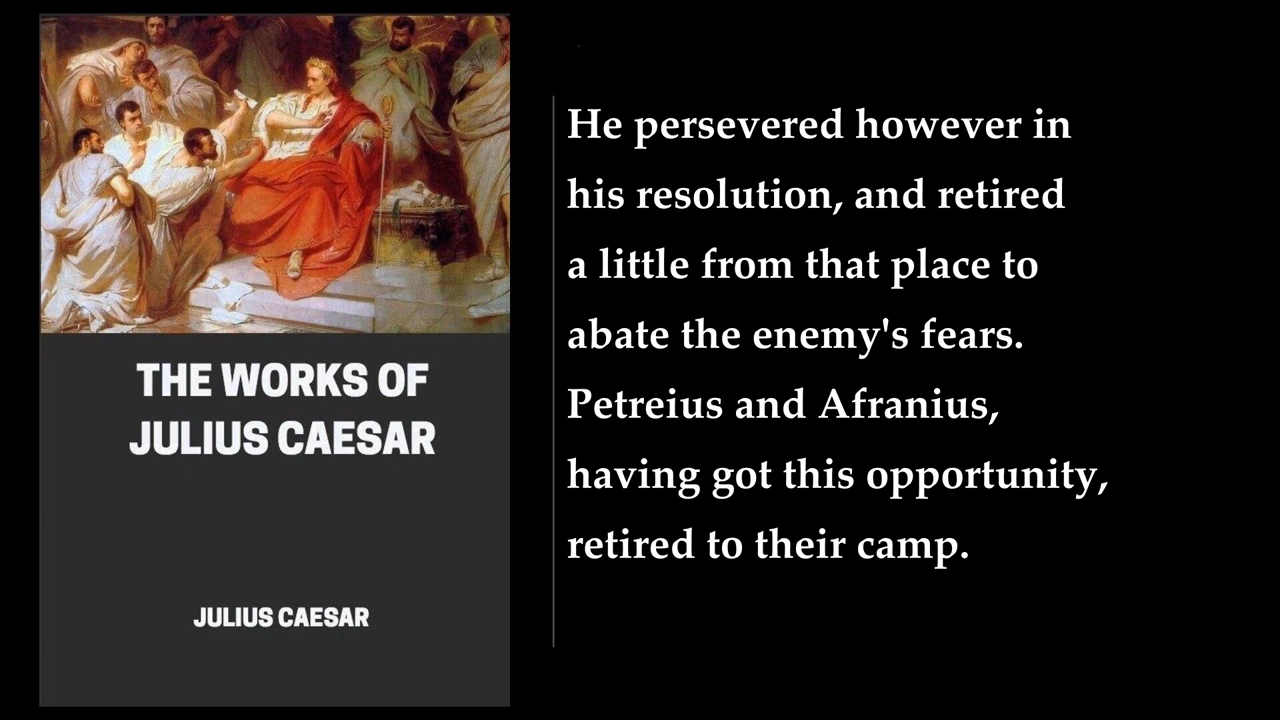 THE WORKS OF
JULIUS CAESAR
JULIUS CAESAR
He persevered however in
his resolution, and retired
a little from that place to
abate the enemy's fears.
Petreius and Afranius,
having got this opportunity,
retired to their camp.